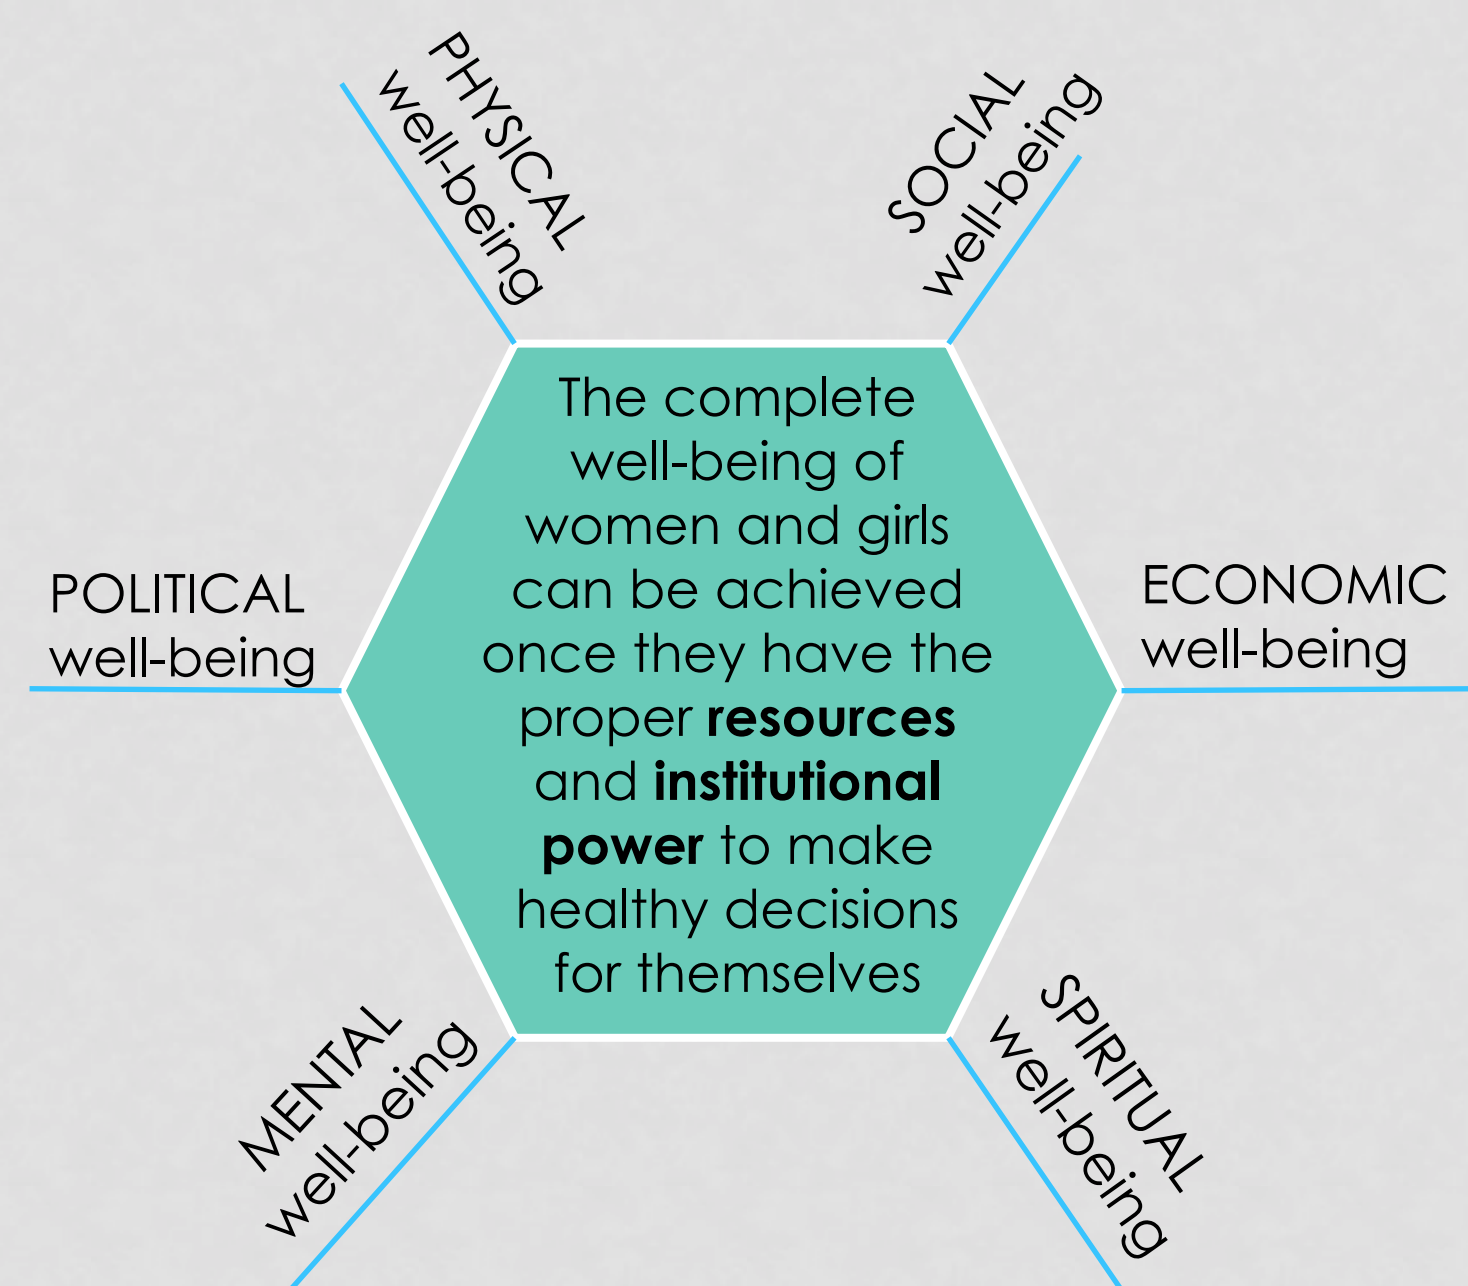 PHYSICAL
well-being
SOCIAL
well-being
The complete
well-being of
women and girls
can be achieved
once they have the
proper resources
and institutional
power to make
healthy decisions
for themselves
POLITICAL
well-being
ECONOMIC
well-being
MENTAL
well-being
SPIRITUAL
well-being